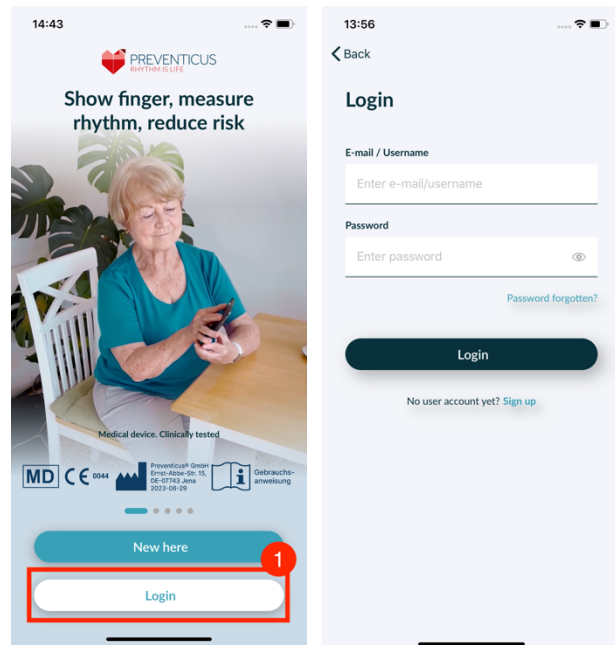 14:43
PREVENTICUS
RHYTHM IS LIFE
Show finger, measure
rhythm, reduce risk
Medical device. Clinically tested
MD
CE 0044
Preventicus® GmbH
Ernst-Abbe-Str. 15,
DE-07743 Jena
2023-08-29
i
Gebrauchs-
anweisung
New here
1
Login
13:56
Back
Login
E-mail / Username
Enter e-mail/username
Password
Enter password
Password forgotten?
Login
No user account yet? Sign up